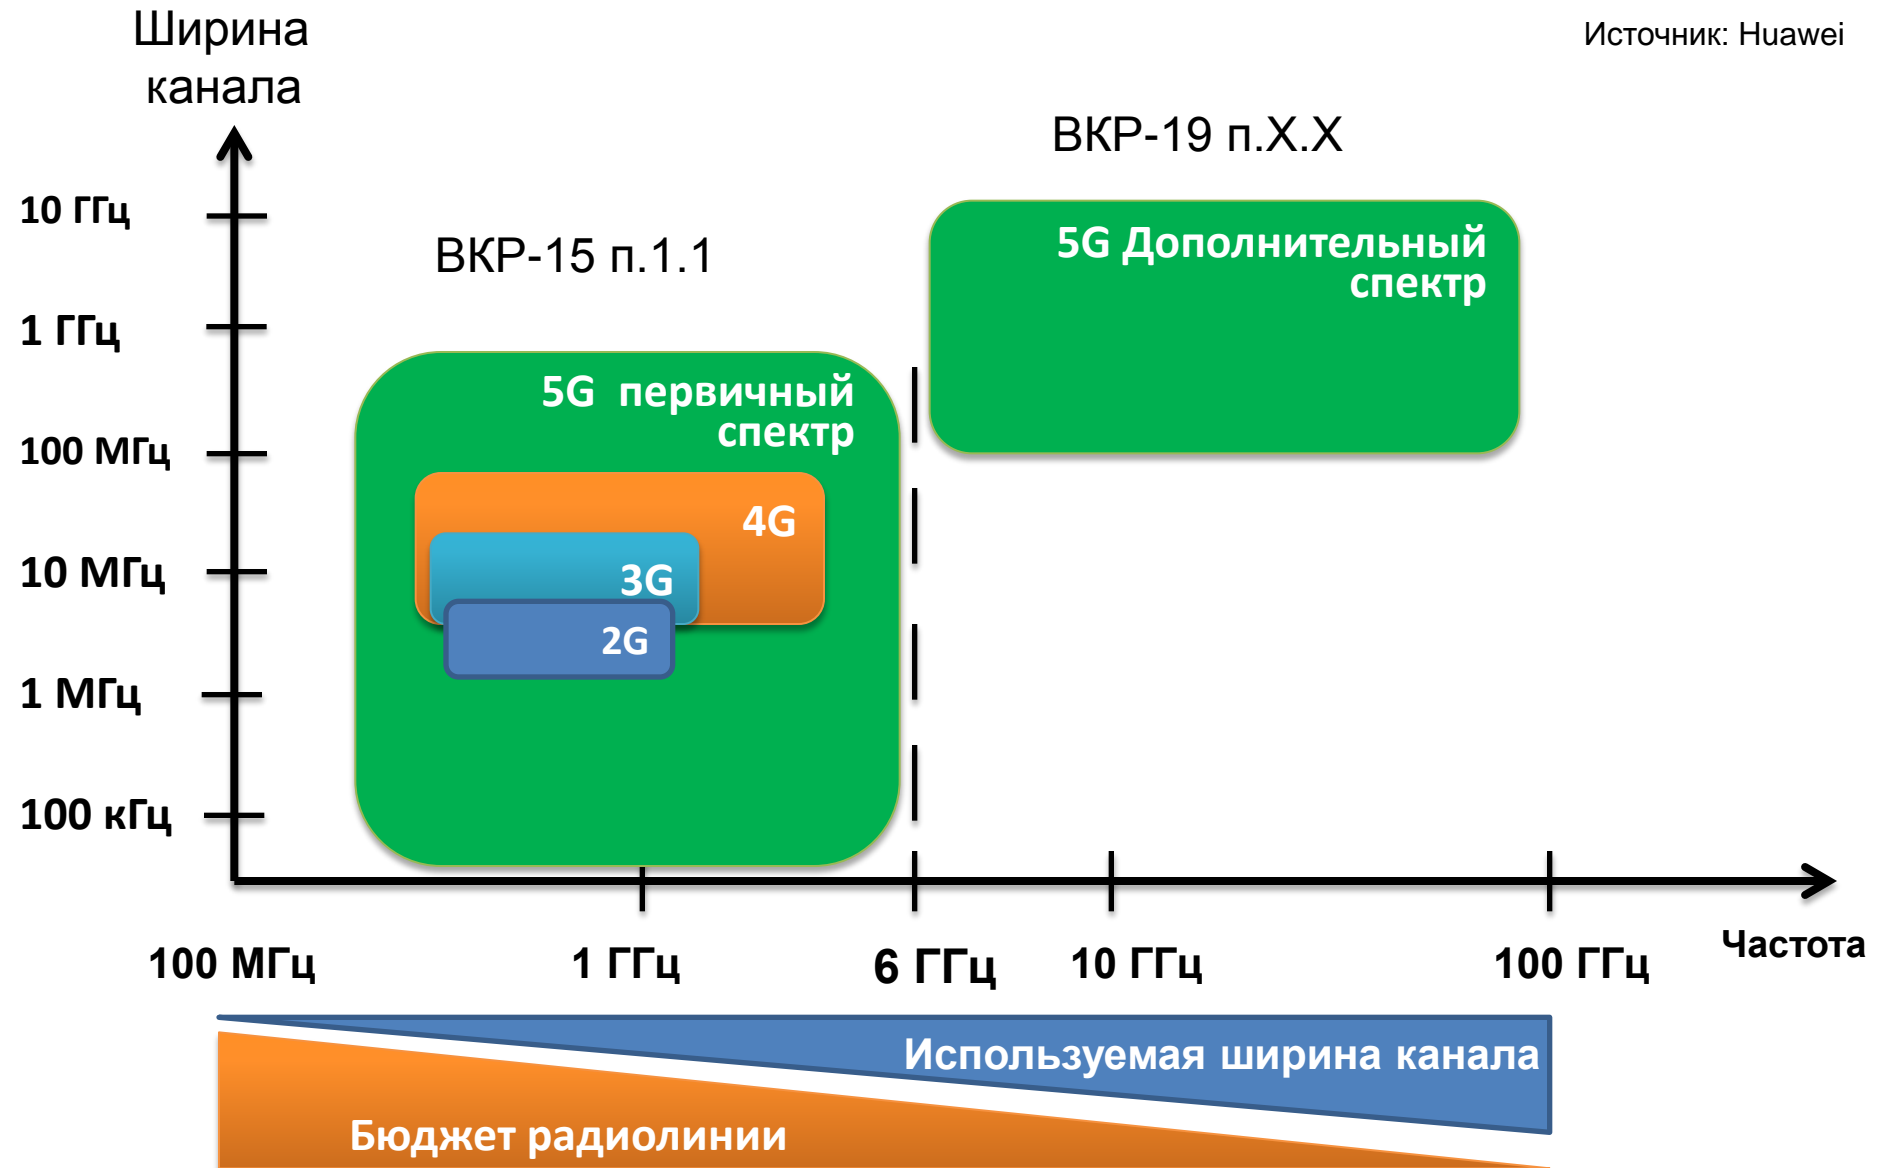 Ширина
канала
Источник: Huawei
ВКР-19 п.X.X
ВКР-15 п.1.1
10 ГГц
1 ГГц
100 МГц
10 МГц
1 МГц
100 кГц
5G Дополнительный
спектр
5G первичный
спектр
4G
3G
2G
100 МГц
1 ГГц
6 ГГц
10 ГГц
100 ГГц
Частота
Используемая ширина канала
Бюджет радиолинии